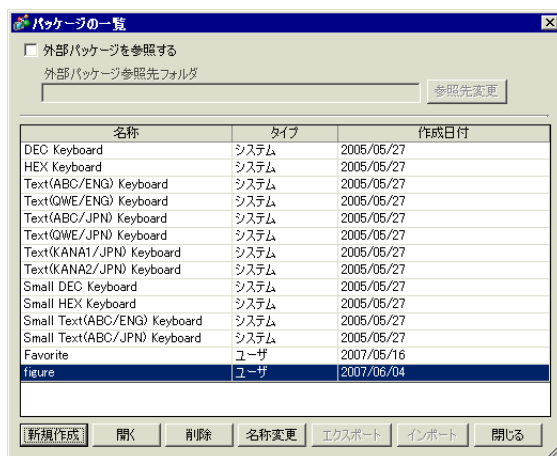 パッケージの一覧
外部パッケージを参照する
外部パッケージ参照先フォルダ
参照先変更
名称 タイプ 作成日付
DEC Keyboard システム 2005/05/27
HEX Keyboard システム 2005/05/27
Text(ABC/ENG) Keyboard システム 2005/05/27
Text(QWE/ENG) Keyboard システム 2005/05/27
Text(ABC/JPN) Keyboard システム 2005/05/27
Text(QWE/JPN) Keyboard システム 2005/05/27
Text(KANA1/JPN) Keyboard システム 2005/05/27
Text(KANA2/JPN) Keyboard システム 2005/05/27
Small DEC Keyboard システム 2005/05/27
Small HEX Keyboard システム 2005/05/27
Small Text(ABC/ENG) Keyboard システム 2005/05/27
Small Text(ABC/JPN) Keyboard システム 2005/05/27
Favorite ユーザ 2007/05/16
figure ユーザ 2007/06/04
新規作成 開く 削除 名称変更 エクスポート インポート 閉じる